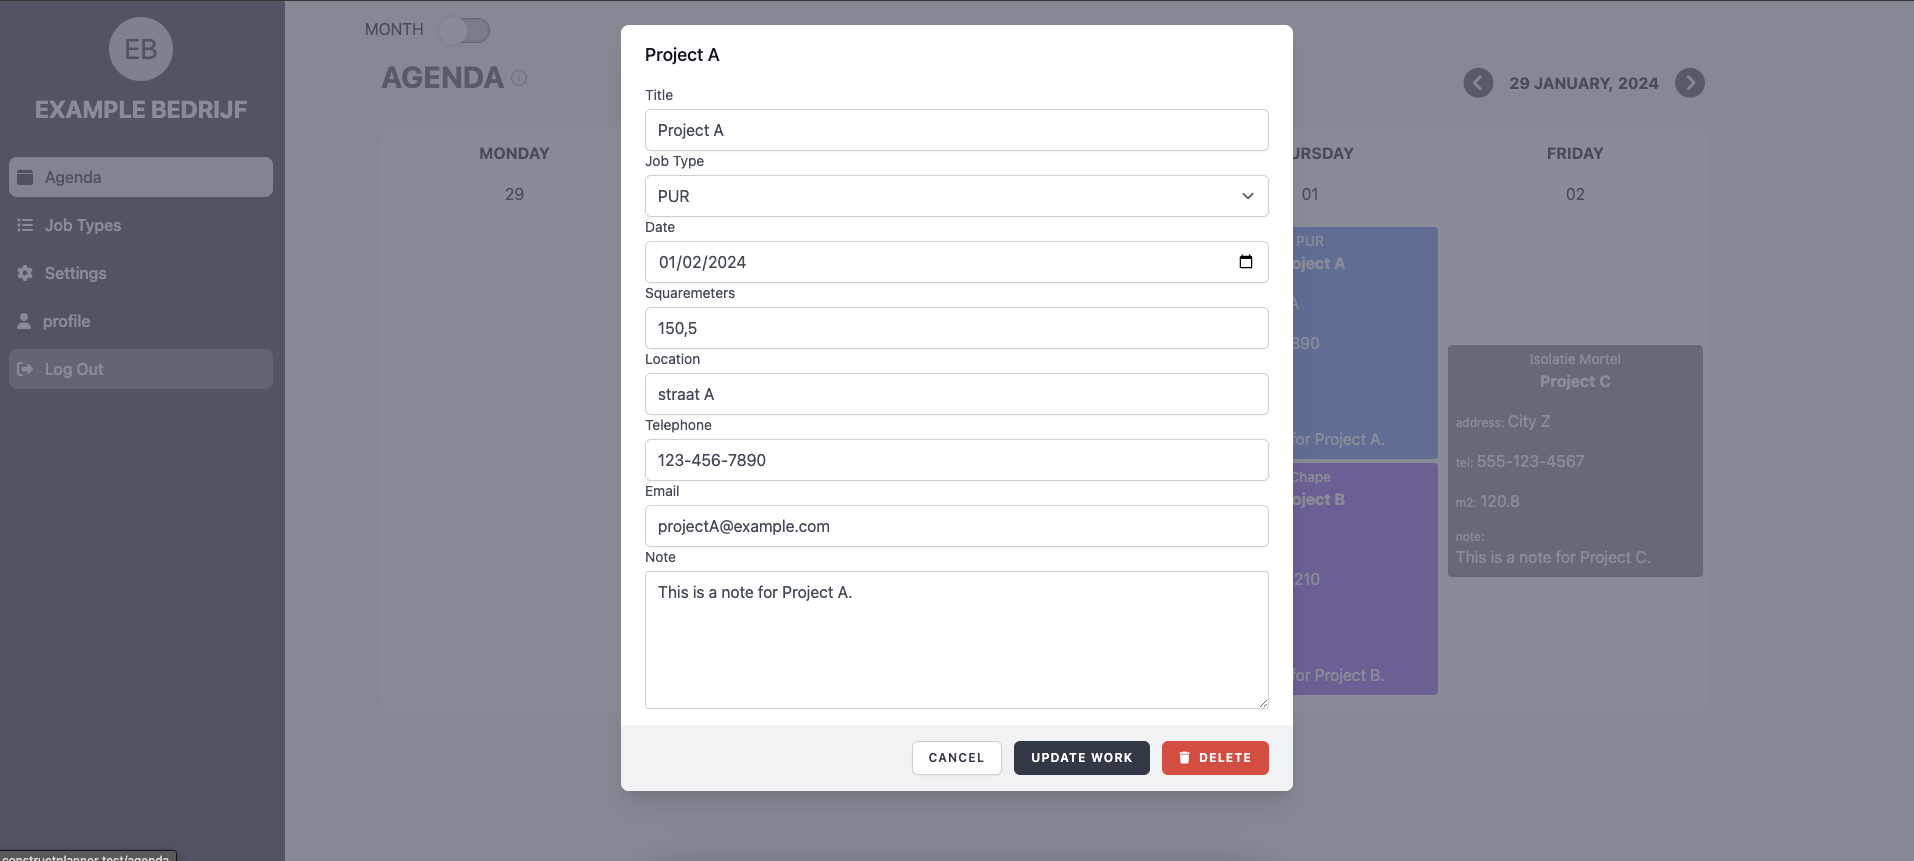 EB
EXAMPLE BEDRIJF
Agenda
Job Types
Settings
profile
Log Out
MONTH
AGENDA
29 JANUARY, 2024
MONDAY
29
URSDAY
01
FRIDAY
02
PUR
oject A
A
890
for Project A.
Chape
oject B
210
for Project B.
Isolatie Mortel
Project C
address: City Z
tel: 555-123-4567
m2: 120.8
note:
This is a note for Project C.
Project A
Title
Project A
Job Type
PUR
Date
01/02/2024
Squaremeters
150,5
Location
straat A
Telephone
123-456-7890
Email
projectA@example.com
Note
This is a note for Project A.
CANCEL
UPDATE WORK
DELETE
constructplanner.test/agenda